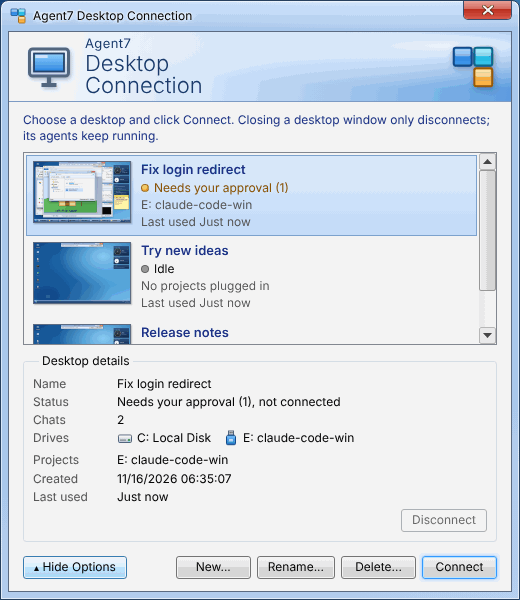 Agent7 Desktop Connection
Agent7
Desktop
Connection
Choose a desktop and click Connect. Closing a desktop window only disconnects;
its agents keep running.
Fix login redirect
Needs your approval (1)
E: claude-code-win
Last used Just now
Try new ideas
Idle
No projects plugged in
Last used Just now
Release notes
Desktop details
Name Fix login redirect
Status Needs your approval (1), not connected
Chats 2
Drives C: Local Disk E: claude-code-win
Projects E: claude-code-win
Created 11/16/2026 06:35:07
Last used Just now
Disconnect
▴ Hide Options New... Rename... Delete... Connect